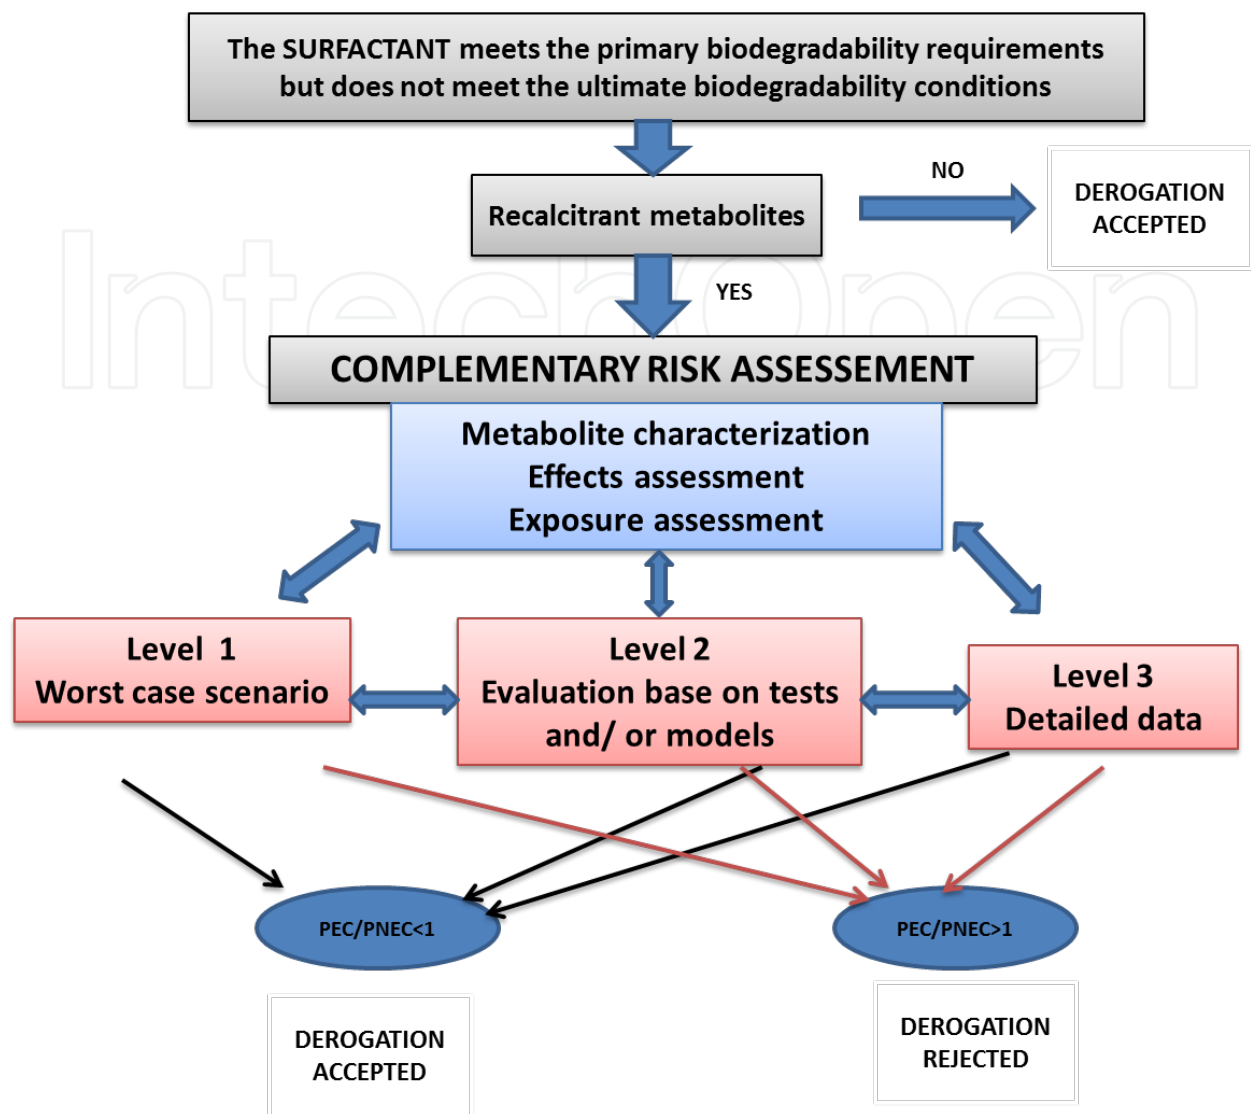 The SURFACTANT meets the primary biodegradability requirements
but does not meet the ultimate biodegradability conditions
NO
DEROGATION
ACCEPTED
Recalcitrant metabolites
YES
IntechOpen
COMPLEMENTARY RISK ASSESSEMENT
Metabolite characterization
Effects assessment
Exposure assessment
Level 1
Worst case scenario
Level 2
Evaluation base on tests
and/ or models
Level 3
Detailed data
PEC/PNEC<1
PEC/PNEC>1
DEROGATION
ACCEPTED
DEROGATION
REJECTED